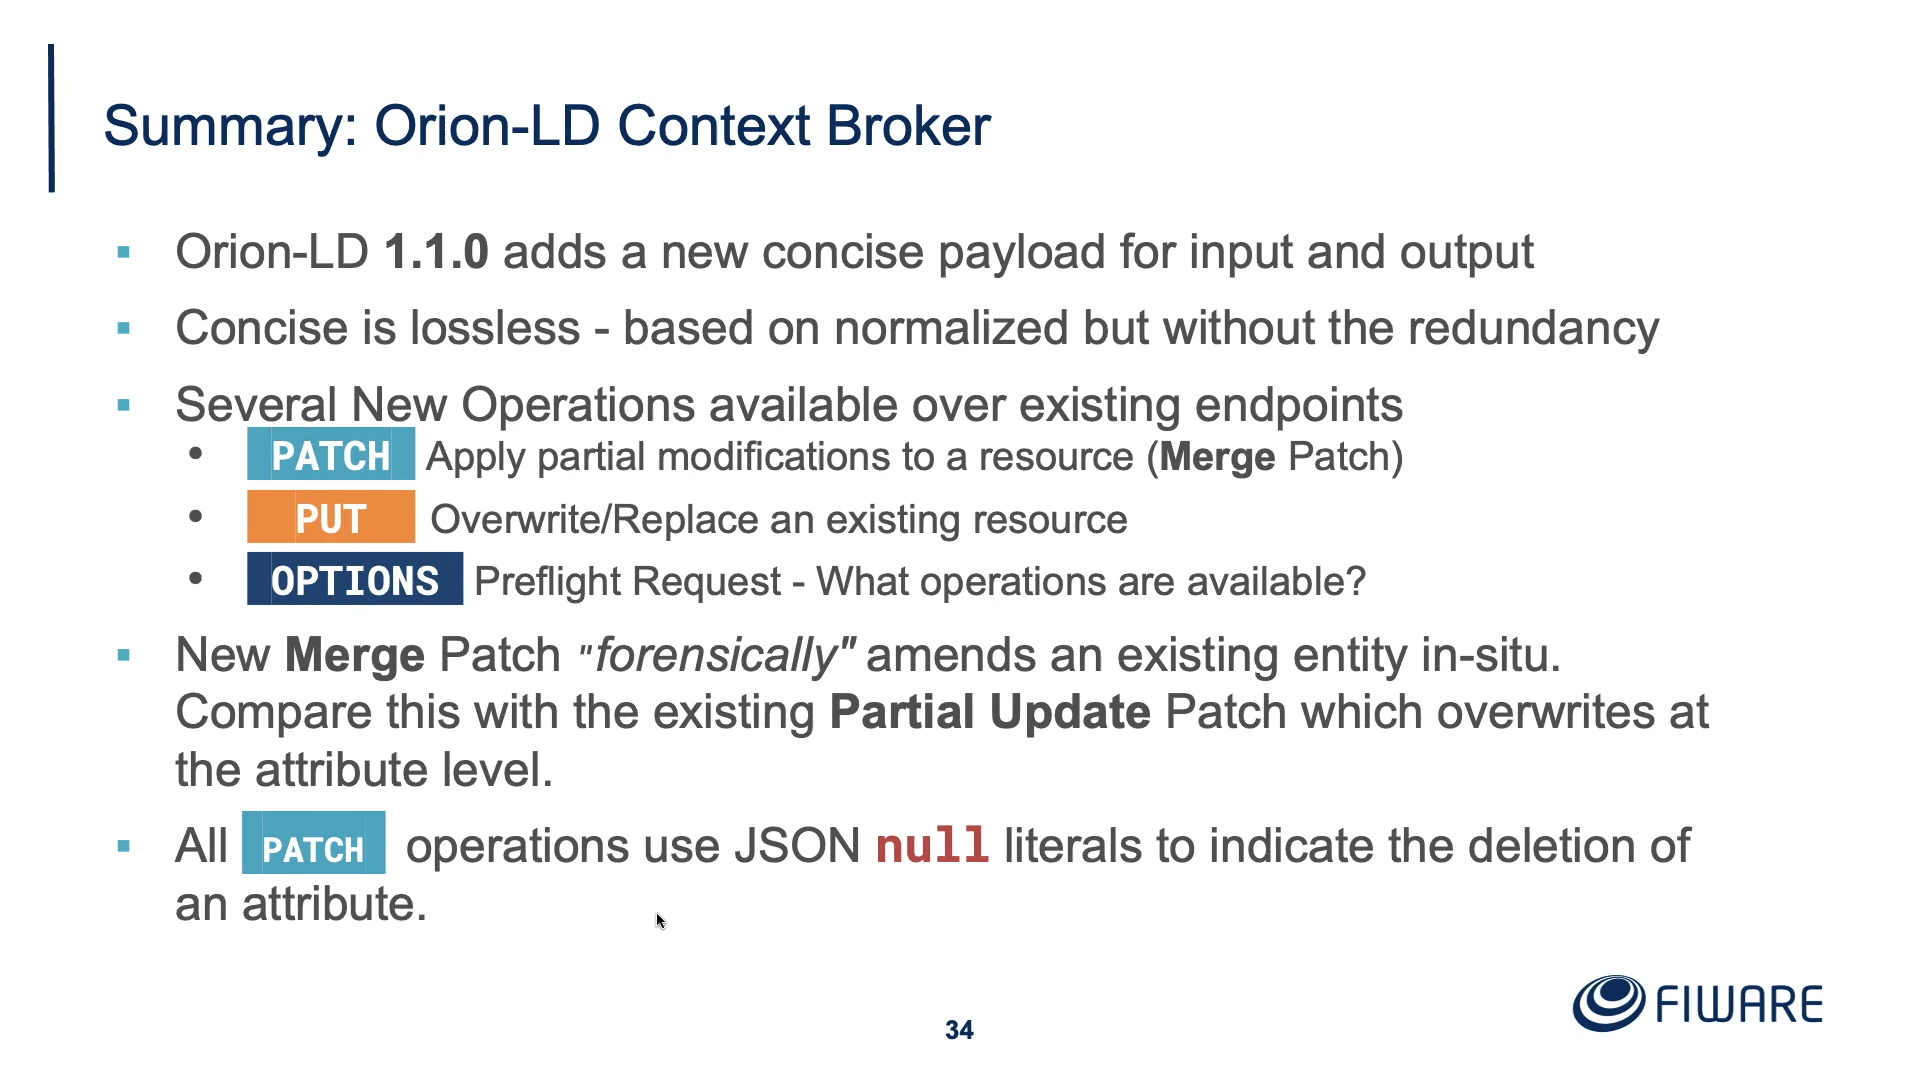 Summary: Orion-LD Context Broker
▪ Orion-LD 1.1.0 adds a new concise payload for input and output
▪ Concise is lossless - based on normalized but without the redundancy
▪ Several New Operations available over existing endpoints
• PATCH Apply partial modifications to a resource (Merge Patch)
• PUT Overwrite/Replace an existing resource
• OPTIONS Preflight Request - What operations are available?
▪ New Merge Patch "forensically" amends an existing entity in-situ.
Compare this with the existing Partial Update Patch which overwrites at
the attribute level.
▪ All PATCH operations use JSON null literals to indicate the deletion of
an attribute.
FIWARE
34